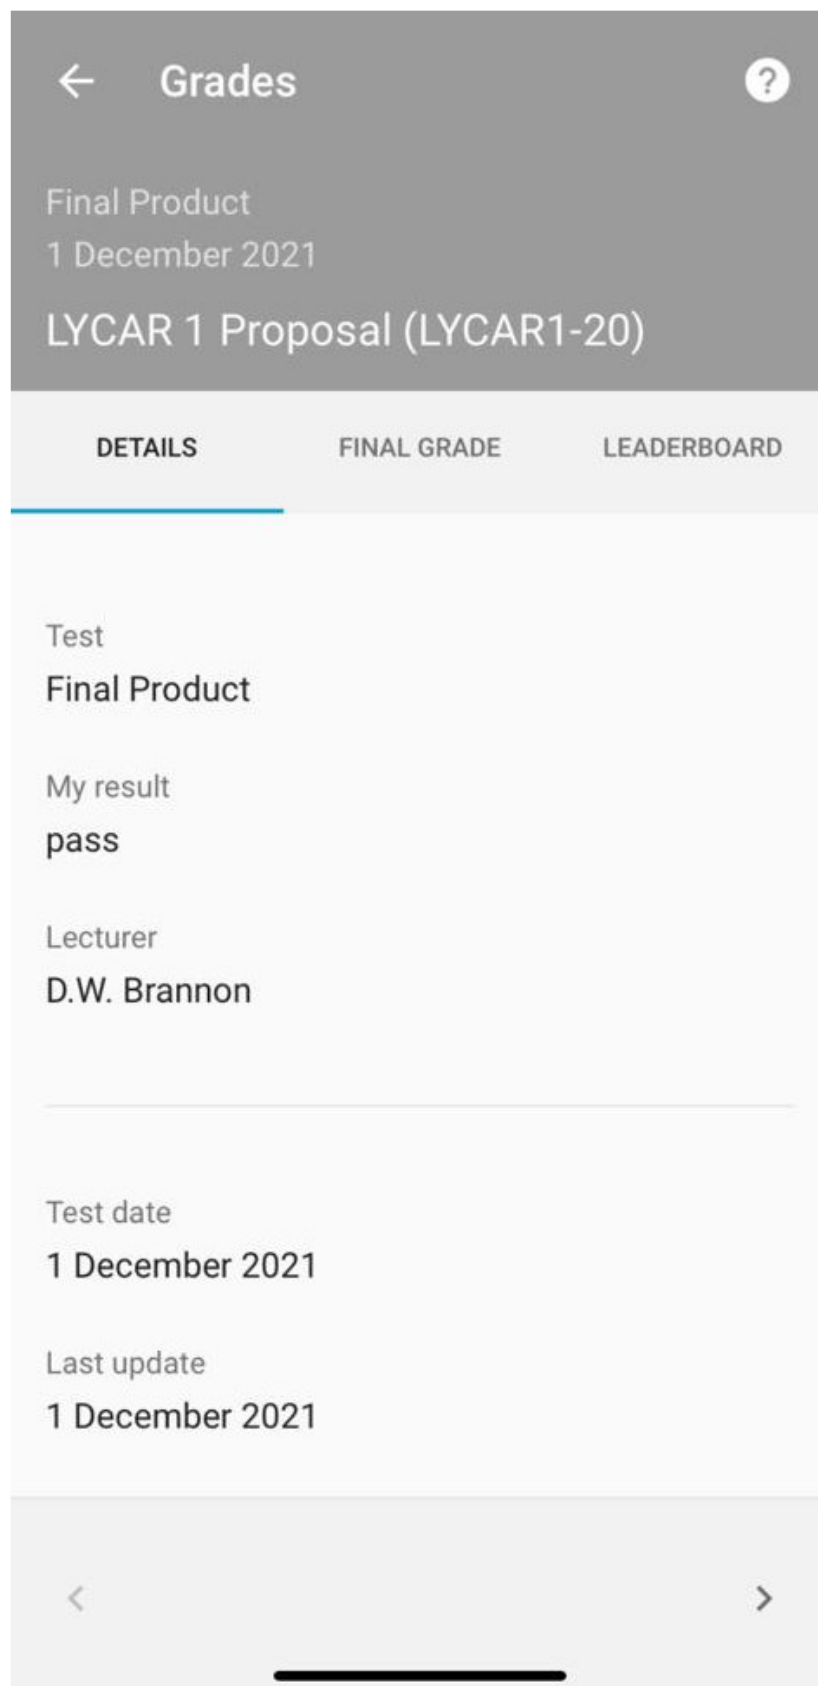 Grades
Final Product
1 December 2021
LYCAR 1 Proposal (LYCAR1-20)
DETAILS FINAL GRADE LEADERBOARD
Test
Final Product
My result
pass
Lecturer
D.W. Brannon
Test date
1 December 2021
Last update
1 December 2021